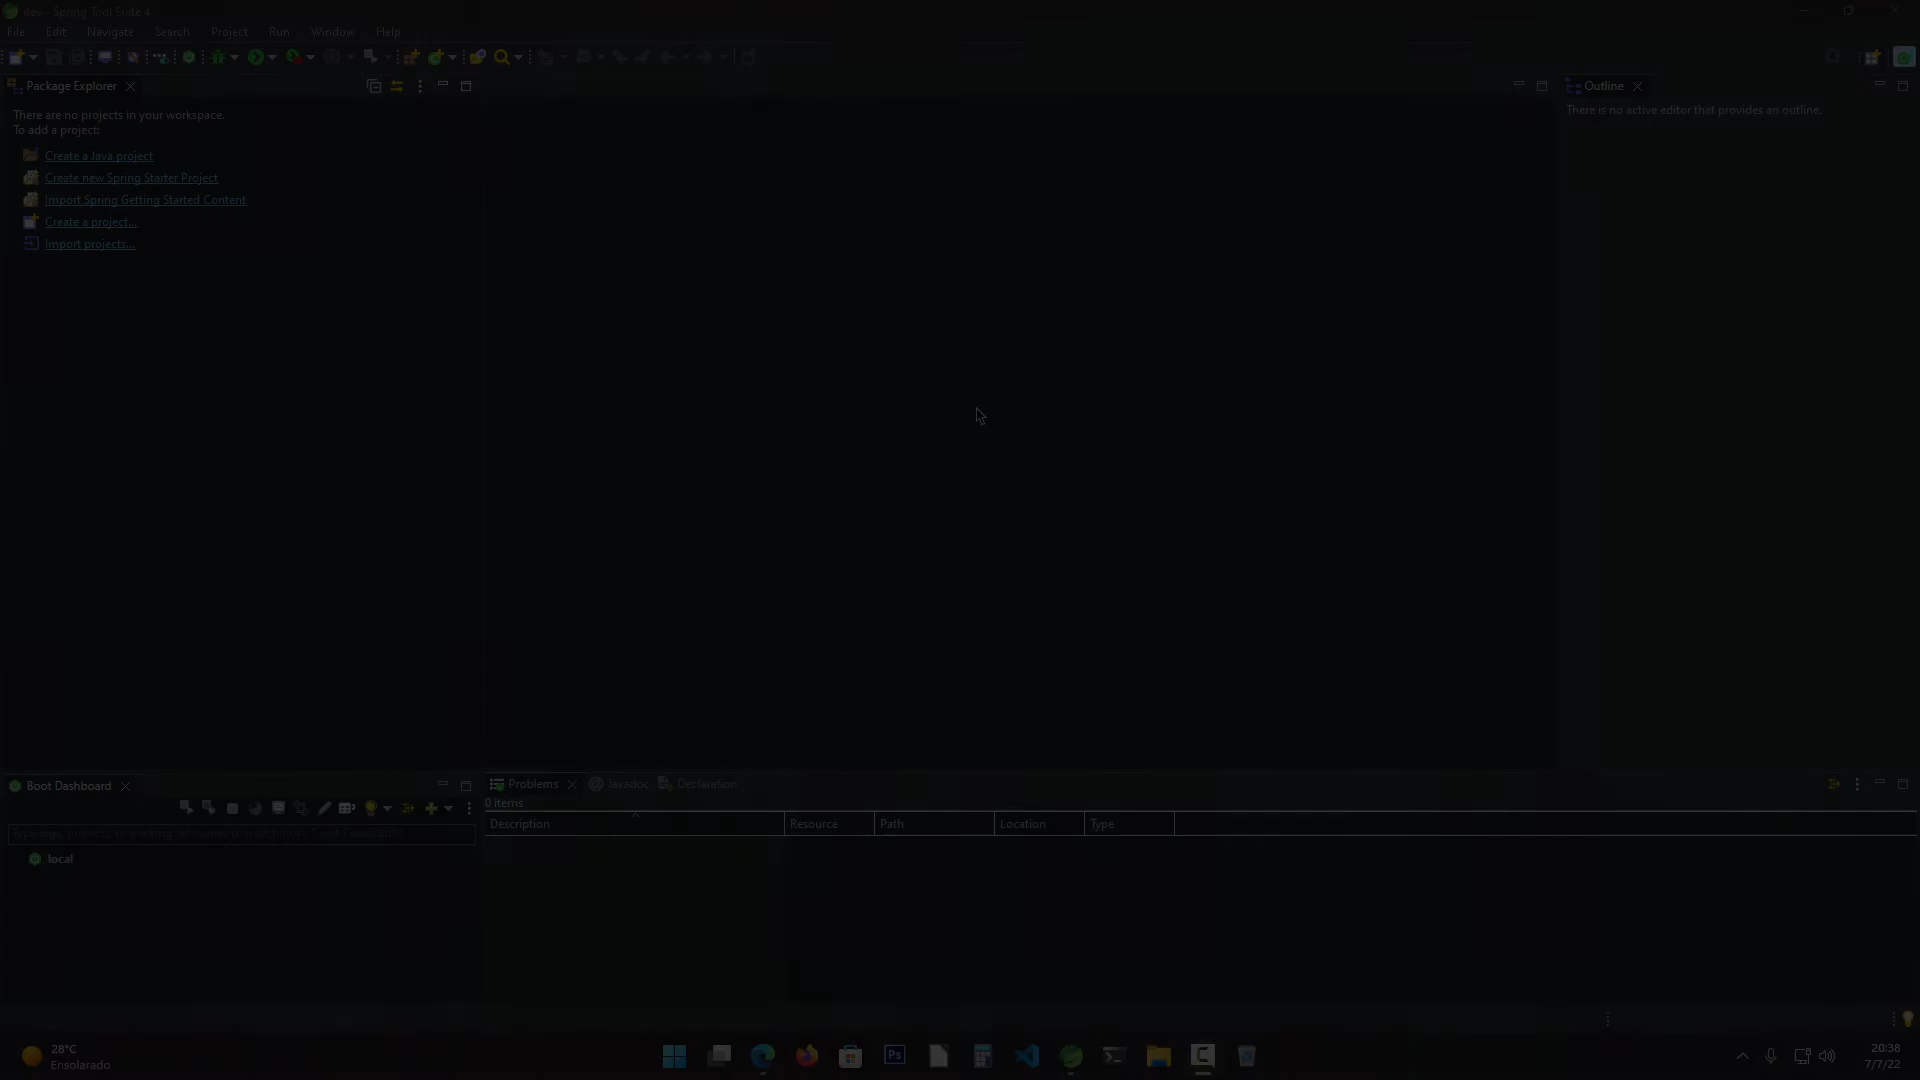 dev - Spring Tool Suite 4
File Edit Navigate Search Project Run Window Help
Package Explorer
There are no projects in your workspace.
To add a project:
Create a Java project
Create new Spring Starter Project
Import Spring Getting Started Content
Create a project...
Import projects...
Outline
There is no active editor that provides an outline.
Boot Dashboard
local
Problems Javadoc Declaration
0 items
Description Resource Path Location Type
28°C
Ensolarado
Ps
20:38
7/7/22